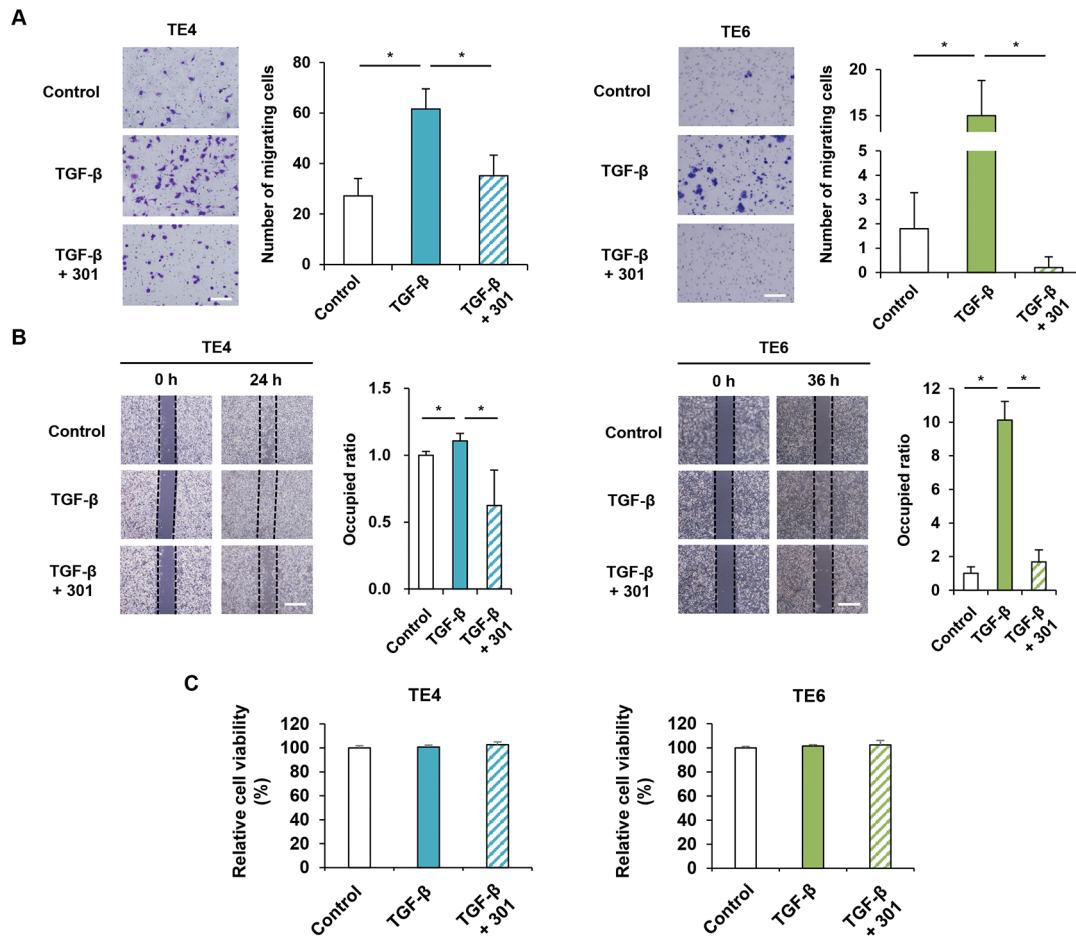 A
TE4
Control
TGF-β
TGF-β
+ 301
Number of migrating cells
80
60
40
20
0
*
*
Control
TGF-β
TGF-β
+ 301
TE6
Control
TGF-β
TGF-β
+ 301
Number of migrating cells
20
15
5
4
3
2
1
0
*
*
Control
TGF-β
TGF-β
+ 301
B
TE4
0 h
24 h
Control
TGF-β
TGF-β
+ 301
Occupied ratio
1.5
1.0
0.5
0.0
*
*
Control
TGF-β
TGF-β
+ 301
TE6
0 h
36 h
Control
TGF-β
TGF-β
+ 301
Occupied ratio
12
10
8
6
4
2
0
*
*
Control
TGF-β
TGF-β
+ 301
C
TE4
Relative cell viability
(%)
120
100
80
60
40
20
0
Control
TGF-β
TGF-β
+ 301
TE6
Relative cell viability
(%)
120
100
80
60
40
20
0
Control
TGF-β
TGF-β
+ 301